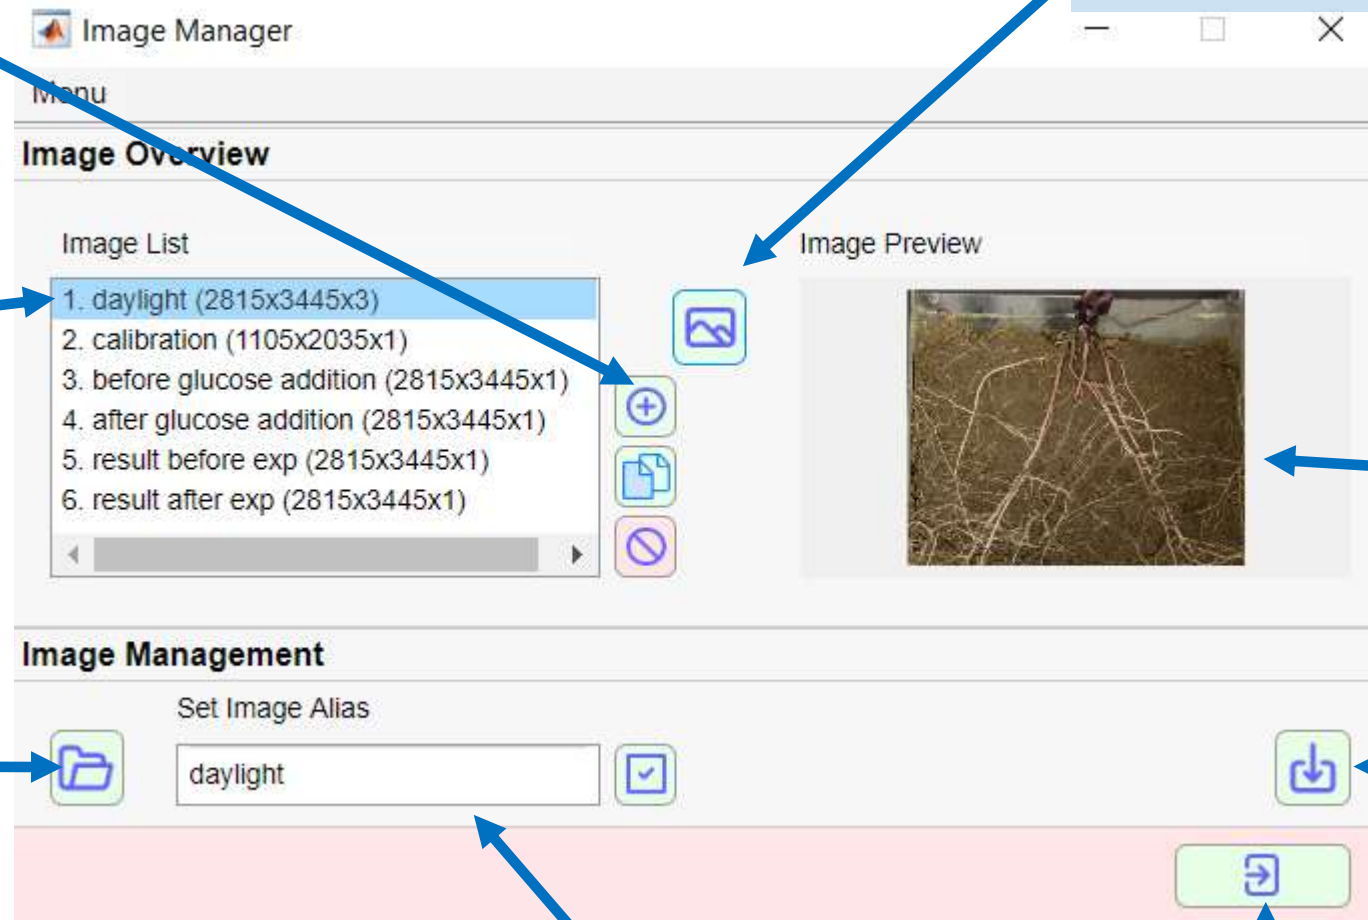 Image Manager
Menu
Image Overview
Image List
Image Preview
1. daylight (2815x3445x3)
2. calibration (1105x2035x1)
3. before glucose addition (2815x3445x1)
4. after glucose addition (2815x3445x1)
5. result before exp (2815x3445x1)
6. result after exp (2815x3445x1)
Image Management
Set Image Alias
daylight